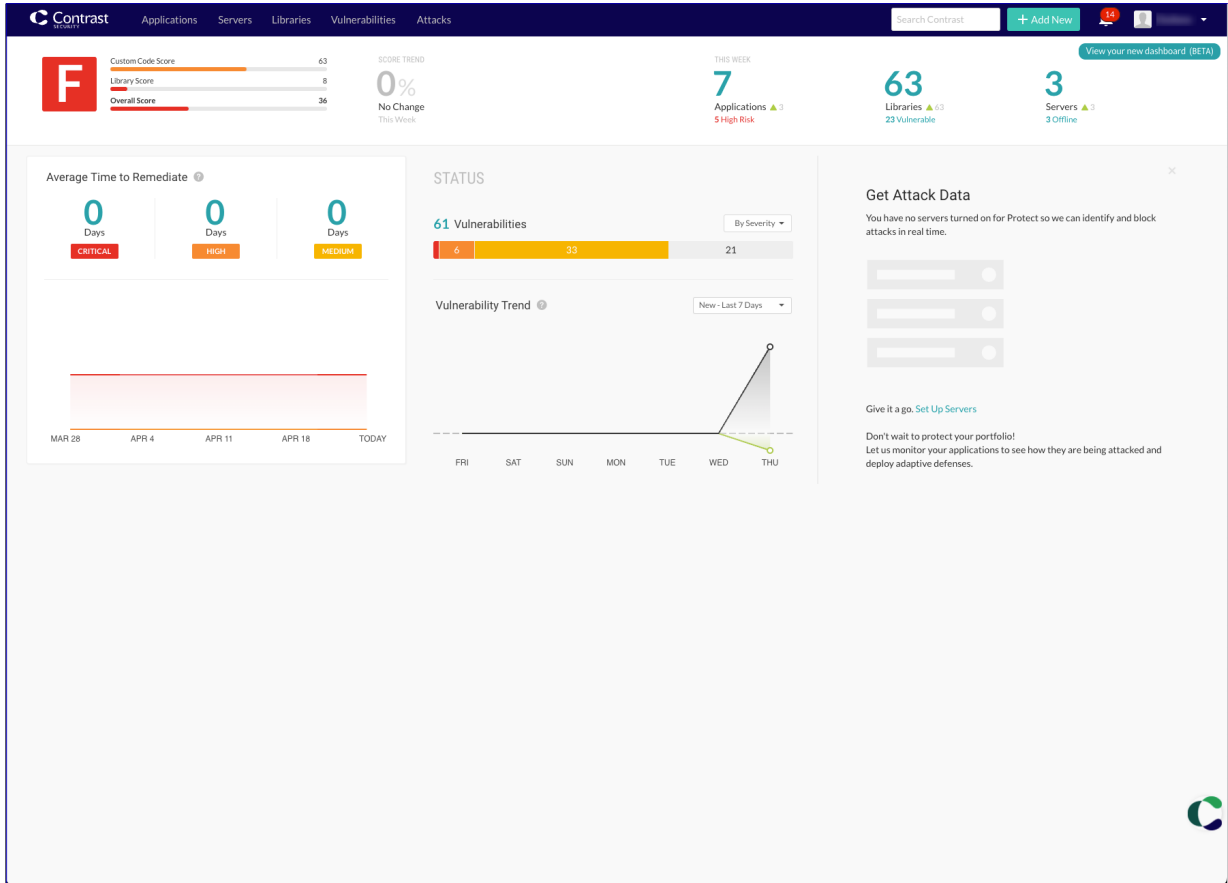 Contrast
SECURITY
Applications
Servers
Libraries
Vulnerabilities
Attacks
Search Contrast
+ Add New
14
View your new dashboard (BETA)
F
Custom Code Score 63
Library Score 8
Overall Score 36
SCORE TREND
0%
No Change
This Week
THIS WEEK
7
Applications ▲ 3
5 High Risk
63
Libraries ▲ 63
23 Vulnerable
3
Servers ▲ 3
3 Offline
Average Time to Remediate ?
0
Days
CRITICAL
0
Days
HIGH
0
Days
MEDIUM
MAR 28
APR 4
APR 11
APR 18
TODAY
STATUS
61 Vulnerabilities
By Severity
6
33
21
Vulnerability Trend ?
New - Last 7 Days
FRI
SAT
SUN
MON
TUE
WED
THU
Get Attack Data
You have no servers turned on for Protect so we can identify and block
attacks in real time.
Give it a go. Set Up Servers
Don't wait to protect your portfolio!
Let us monitor your applications to see how they are being attacked and
deploy adaptive defenses.